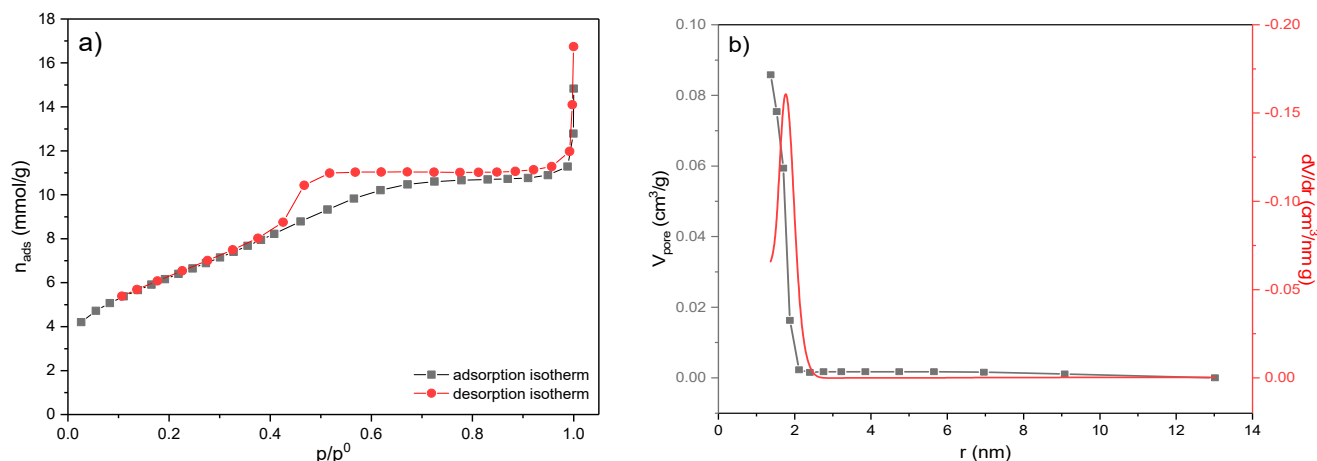 a)
18
16
14
12
10
8
6
4
2
0
n_ads (mmol/g)
0.0 0.2 0.4 0.6 0.8 1.0
p/p⁰
adsorption isotherm
desorption isotherm
b)
0.10
0.08
0.06
0.04
0.02
0.00
V_pore (cm³/g)
0 2 4 6 8 10 12 14
r (nm)
-0.20
-0.15
-0.10
-0.05
0.00
dV/dr (cm³/nm g)